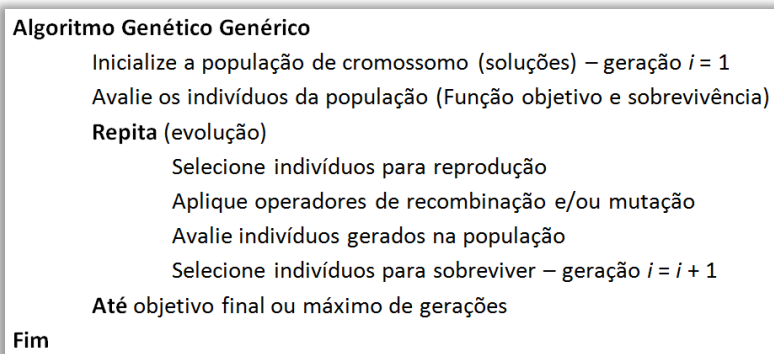 Algoritmo Genético Genérico
Inicialize a população de cromossomo (soluções) – geração i = 1
Avalie os indivíduos da população (Função objetivo e sobrevivência)
Repita (evolução)
Selecione indivíduos para reprodução
Aplique operadores de recombinação e/ou mutação
Avalie indivíduos gerados na população
Selecione indivíduos para sobreviver – geração i = i + 1
Até objetivo final ou máximo de gerações
Fim